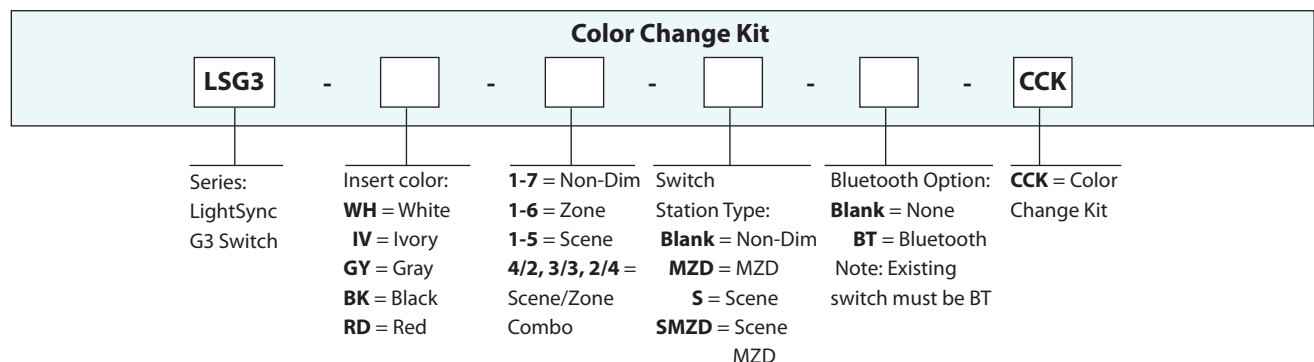 Color Change Kit
LSG3 - - - - CCK
Series:
LightSync
G3 Switch
Insert color:
WH = White
IV = Ivory
GY = Gray
BK = Black
RD = Red
1-7 = Non-Dim
1-6 = Zone
1-5 = Scene
4/2, 3/3, 2/4 =
Scene/Zone
Combo
Switch
Station Type:
Blank = Non-Dim
MZD = MZD
S = Scene
SMZD = Scene
MZD
Bluetooth Option:
Blank = None
BT = Bluetooth
Note: Existing
switch must be BT
CCK = Color
Change Kit